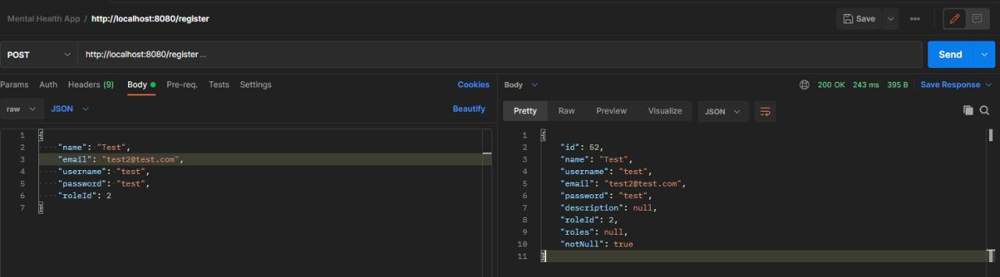 Mental Health App / http://localhost:8080/register
Save
POST
http://localhost:8080/register ...
Send
Params Auth Headers (9) Body Pre-req. Tests Settings Cookies
raw JSON Beautify
1 {
2 "name": "Test",
3 "email": "test2@test.com",
4 "username": "test",
5 "password": "test",
6 "roleId": 2
7 }
Body 200 OK 243 ms 395 B Save Response
Pretty Raw Preview Visualize JSON
1 {
2 "id": 52,
3 "name": "Test",
4 "username": "test",
5 "email": "test2@test.com",
6 "password": "test",
7 "description": null,
8 "roleId": 2,
9 "roles": null,
10 "notNull": true
11 }